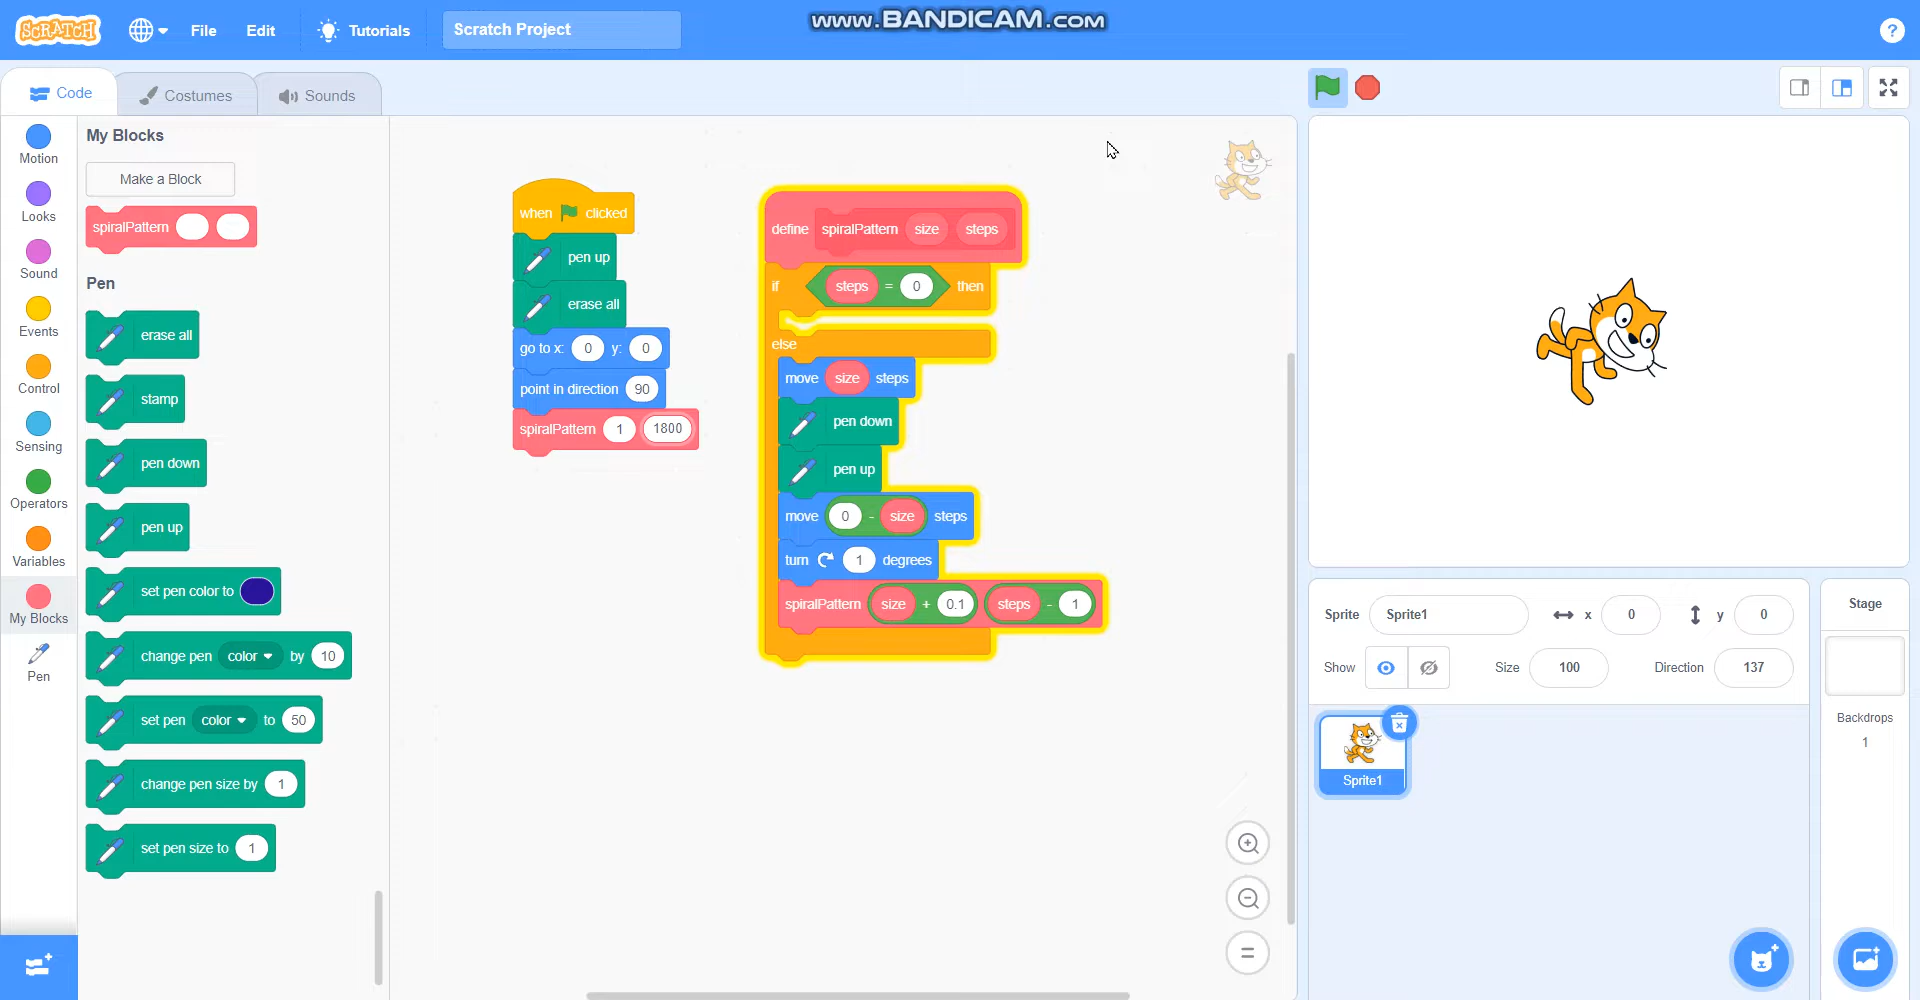 SCRATCH
File
Edit
Tutorials
Scratch Project
www.BANDICAM.com
?
Code
Costumes
Sounds
Motion
Looks
Sound
Events
Control
Sensing
Operators
Variables
My Blocks
Pen
My Blocks
Make a Block
spiralPattern
Pen
erase all
stamp
pen down
pen up
set pen color to
change pen color by 10
set pen color to 50
change pen size by 1
set pen size to 1
when clicked
pen up
erase all
go to x: 0 y: 0
point in direction 90
spiralPattern 1 1800
define spiralPattern size steps
if steps = 0 then
else
move size steps
pen down
pen up
move 0 - size steps
turn 1 degrees
spiralPattern size + 0.1 steps - 1
Sprite Sprite1 x 0 y 0
Show Size 100 Direction 137
Sprite1
Stage
Backdrops
1